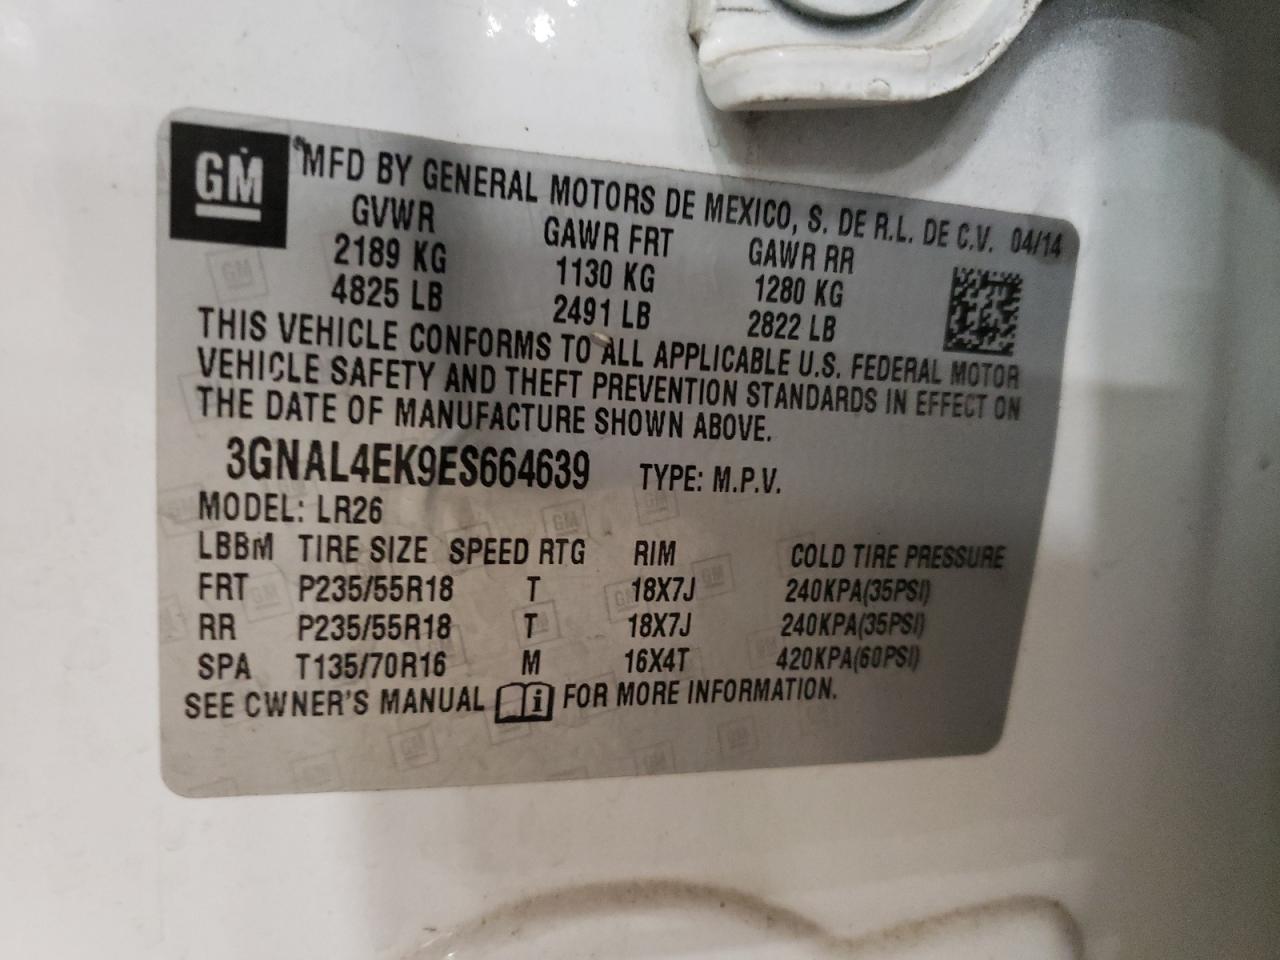 GM ® MFD BY GENERAL MOTORS DE MEXICO, S. DE R.L. DE C.V. 04/14
GVWR GAWR FRT GAWR RR
2189 KG 1130 KG 1280 KG
4825 LB 2491 LB 2822 LB
THIS VEHICLE CONFORMS TO ALL APPLICABLE U.S. FEDERAL MOTOR
VEHICLE SAFETY AND THEFT PREVENTION STANDARDS IN EFFECT ON
THE DATE OF MANUFACTURE SHOWN ABOVE.
3GNAL4EK9ES664639 TYPE: M.P.V.
MODEL: LR26
LBBM TIRE SIZE SPEED RTG RIM COLD TIRE PRESSURE
FRT P235/55R18 T 18X7J 240KPA(35PSI)
RR P235/55R18 T 18X7J 240KPA(35PSI)
SPA T135/70R16 M 16X4T 420KPA(60PSI)
SEE OWNER'S MANUAL i FOR MORE INFORMATION.